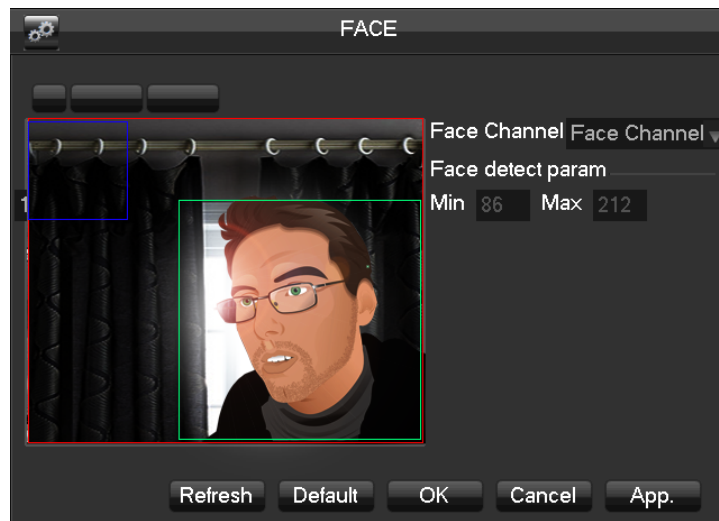 FACE
Face Channel Face Channel
Face detect param
Min 86 Max 212
Refresh Default OK Cancel App.